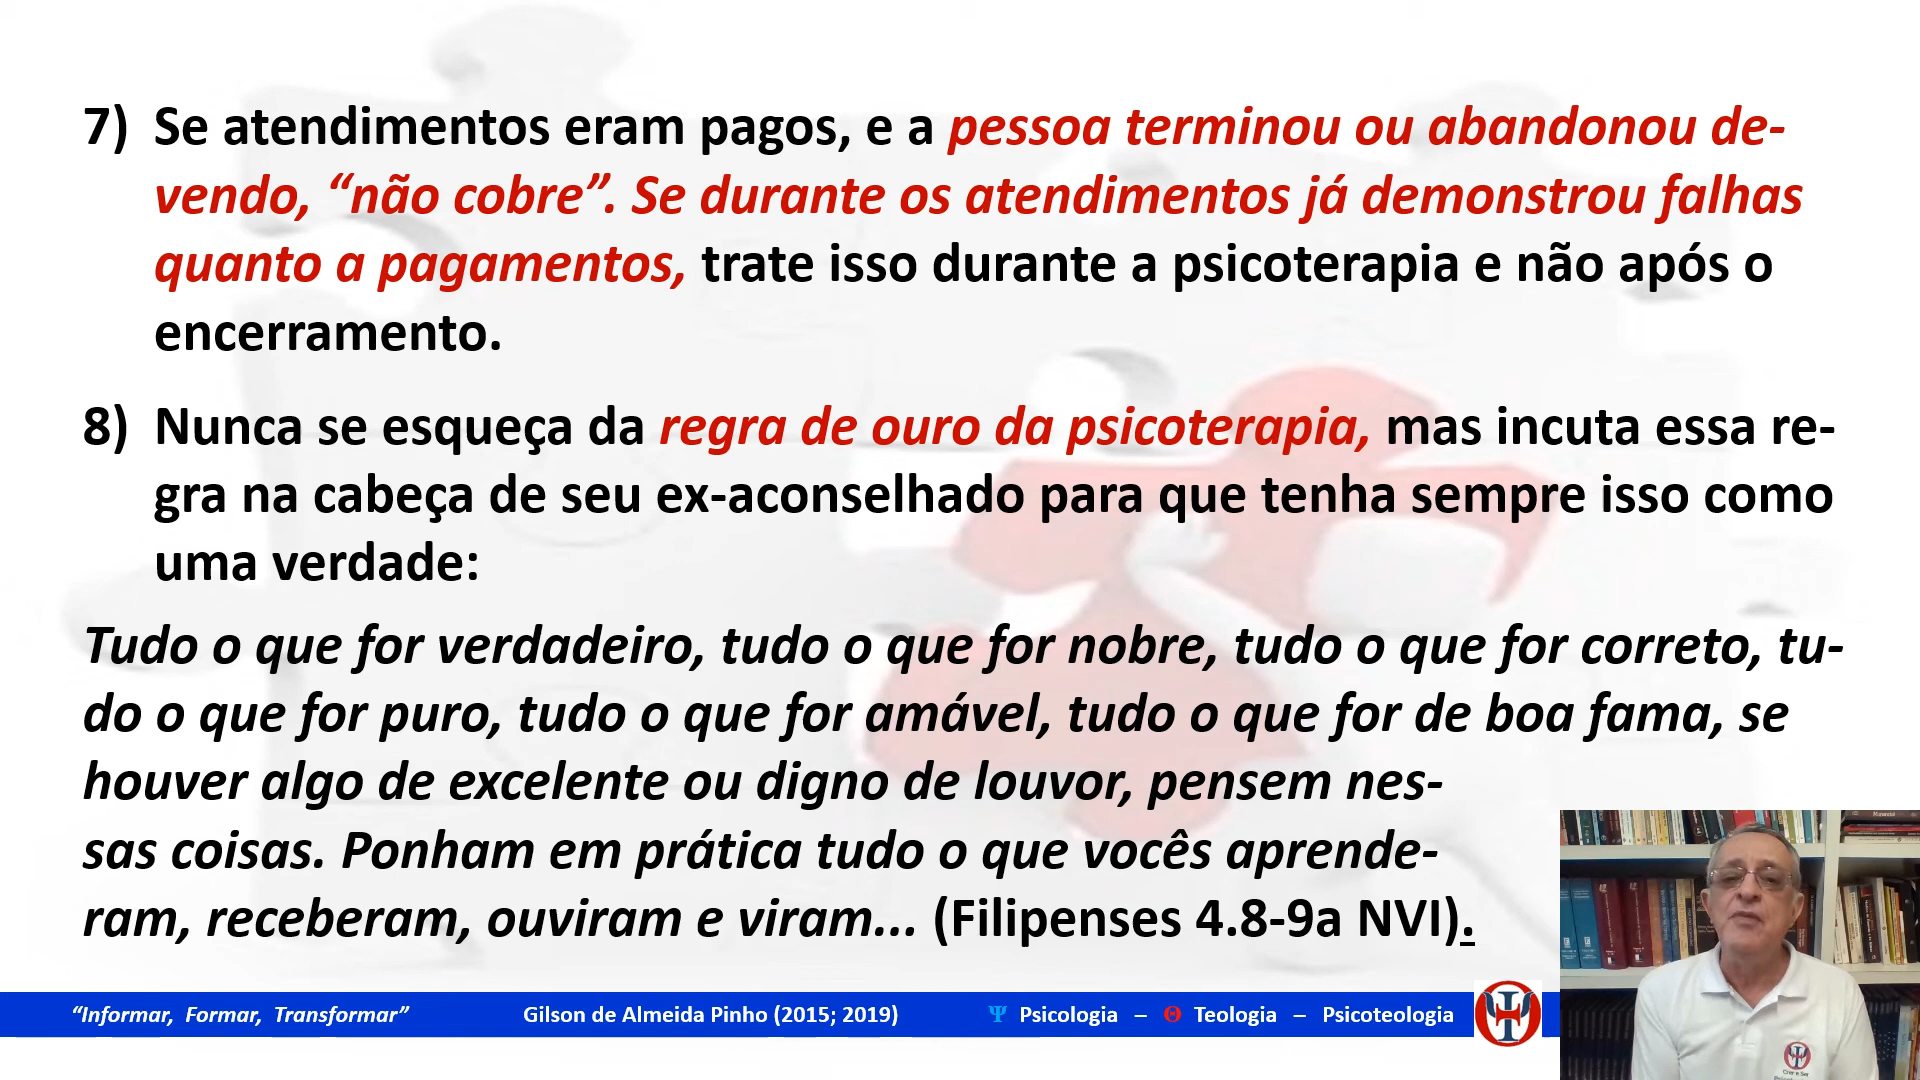 7) Se atendimentos eram pagos, e a pessoa terminou ou abandonou de-
vendo, “não cobre”. Se durante os atendimentos já demonstrou falhas
quanto a pagamentos, trate isso durante a psicoterapia e não após o
encerramento.
8) Nunca se esqueça da regra de ouro da psicoterapia, mas incuta essa re-
gra na cabeça de seu ex-aconselhado para que tenha sempre isso como
uma verdade:
Tudo o que for verdadeiro, tudo o que for nobre, tudo o que for correto, tu-
do o que for puro, tudo o que for amável, tudo o que for de boa fama, se
houver algo de excelente ou digno de louvor, pensem nes-
sas coisas. Ponham em prática tudo o que vocês aprende-
ram, receberam, ouviram e viram... (Filipenses 4.8-9a NVI).
“Informar, Formar, Transformar” Gilson de Almeida Pinho (2015; 2019) Ψ Psicologia – Θ Teologia – Psicoteologia
Crer e Ser